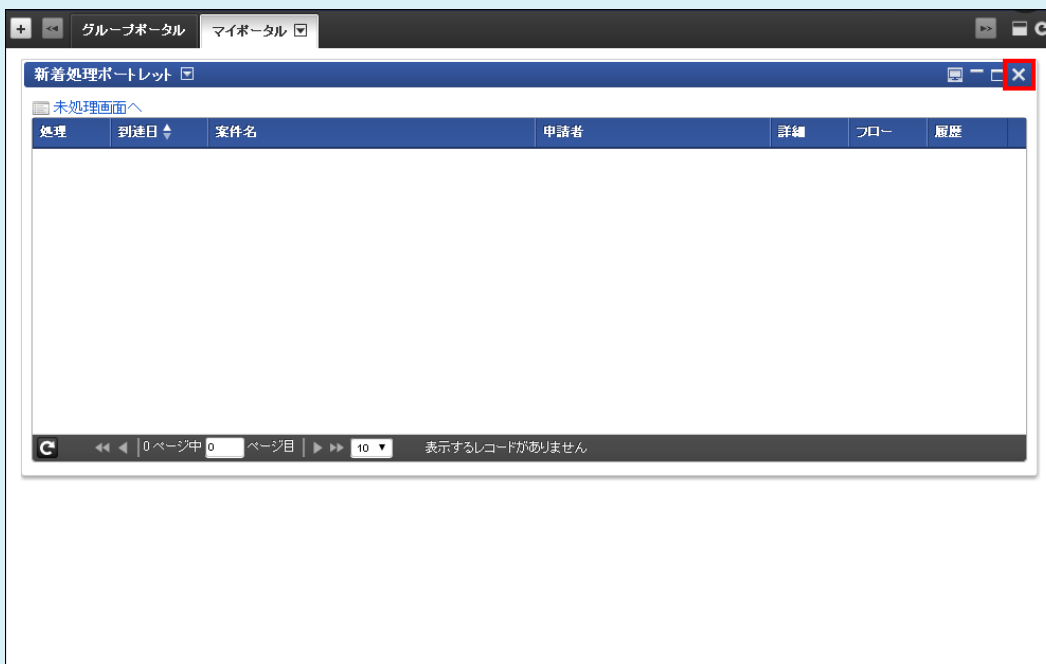 グループポータル マイポータル
新着処理ポートレット
未処理画面へ
処理 到達日 案件名 申請者 詳細 フロー 履歴
0 ページ中 0 ページ目 10 表示するレコードがありません